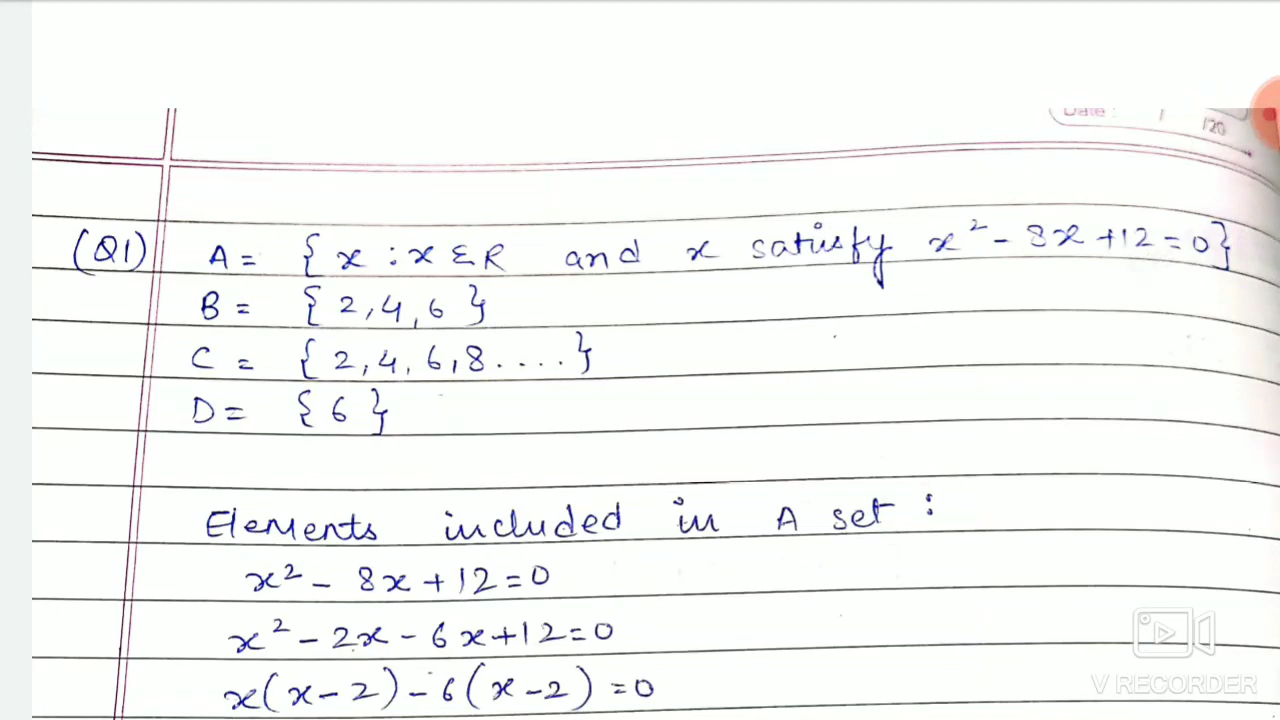 Date : / /20
(Q1) A = { x : x Ɛ R and x satisfy x² - 8x + 12 = 0 }
B = { 2, 4, 6 }
C = { 2, 4, 6, 8 . . . . . }
D = { 6 }
Elements included in A set :
x² - 8x + 12 = 0
x² - 2x - 6x + 12 = 0
x(x - 2) - 6(x - 2) = 0
V RECORDER